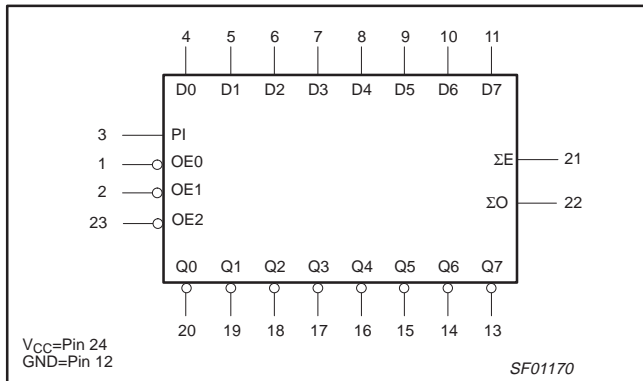 4 5 6 7 8 9 10 11
D0 D1 D2 D3 D4 D5 D6 D7
3 PI
1 OE0
ΣE 21
2 OE1
ΣO 22
23 OE2
Q0 Q1 Q2 Q3 Q4 Q5 Q6 Q7
20 19 18 17 16 15 14 13
VCC=Pin 24
GND=Pin 12
SF01170